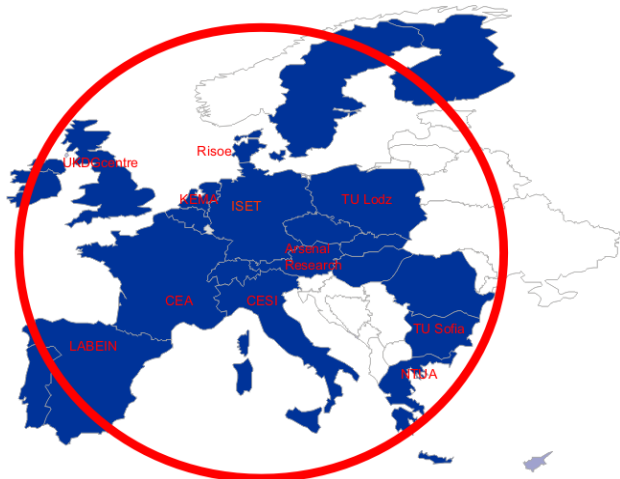 Risoe
UKDGcentre
KEMA
ISET
TU Lodz
Arsenal
Research
CEA
CESI
TU Sofia
LABEIN
NTUA